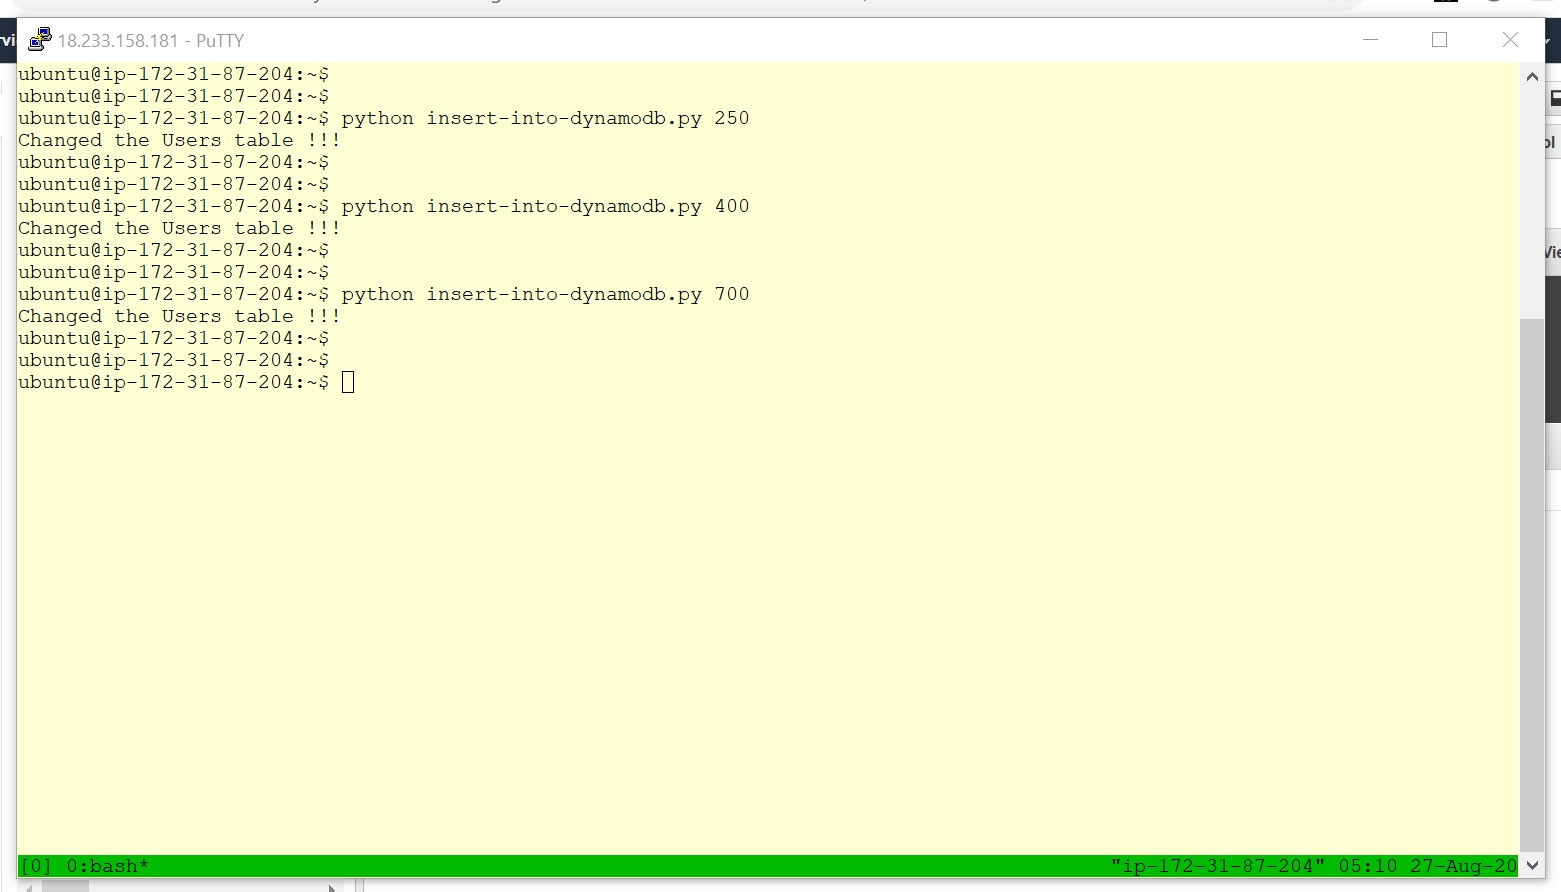 18.233.158.181 - PuTTY
ubuntu@ip-172-31-87-204:~$
ubuntu@ip-172-31-87-204:~$
ubuntu@ip-172-31-87-204:~$ python insert-into-dynamodb.py 250
Changed the Users table !!!
ubuntu@ip-172-31-87-204:~$
ubuntu@ip-172-31-87-204:~$
ubuntu@ip-172-31-87-204:~$ python insert-into-dynamodb.py 400
Changed the Users table !!!
ubuntu@ip-172-31-87-204:~$
ubuntu@ip-172-31-87-204:~$
ubuntu@ip-172-31-87-204:~$ python insert-into-dynamodb.py 700
Changed the Users table !!!
ubuntu@ip-172-31-87-204:~$
ubuntu@ip-172-31-87-204:~$
ubuntu@ip-172-31-87-204:~$
[0] 0:bash* "ip-172-31-87-204" 05:10 27-Aug-20